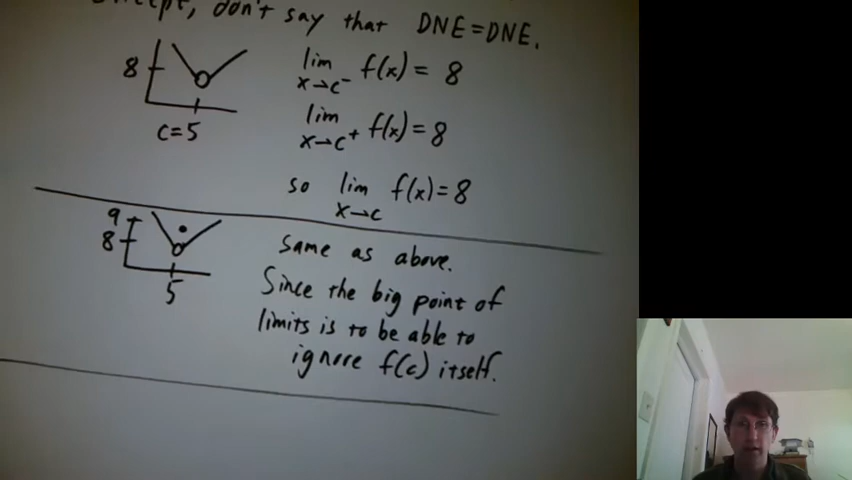 don't say that DNE=DNE.
8
c=5
lim f(x) = 8
x→c⁻
lim f(x) = 8
x→c⁺
so lim f(x) = 8
x→c
9
8
5
Same as above.
Since the big point of
limits is to be able to
ignore f(c) itself.